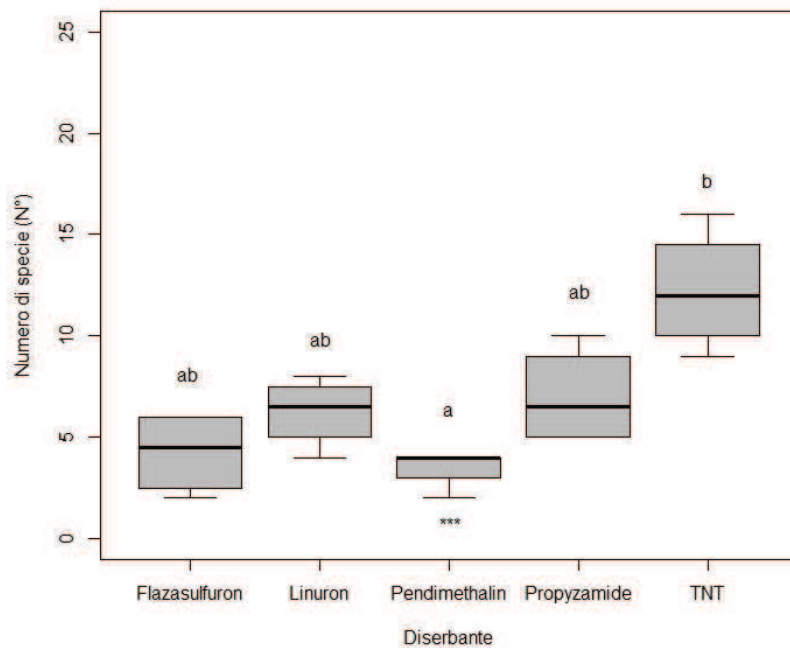 Numero di specie (N°)
25
20
15
10
5
0
ab
ab
a
***
ab
b
Flazasulfuron Linuron Pendimethalin Propyzamide TNT
Diserbante